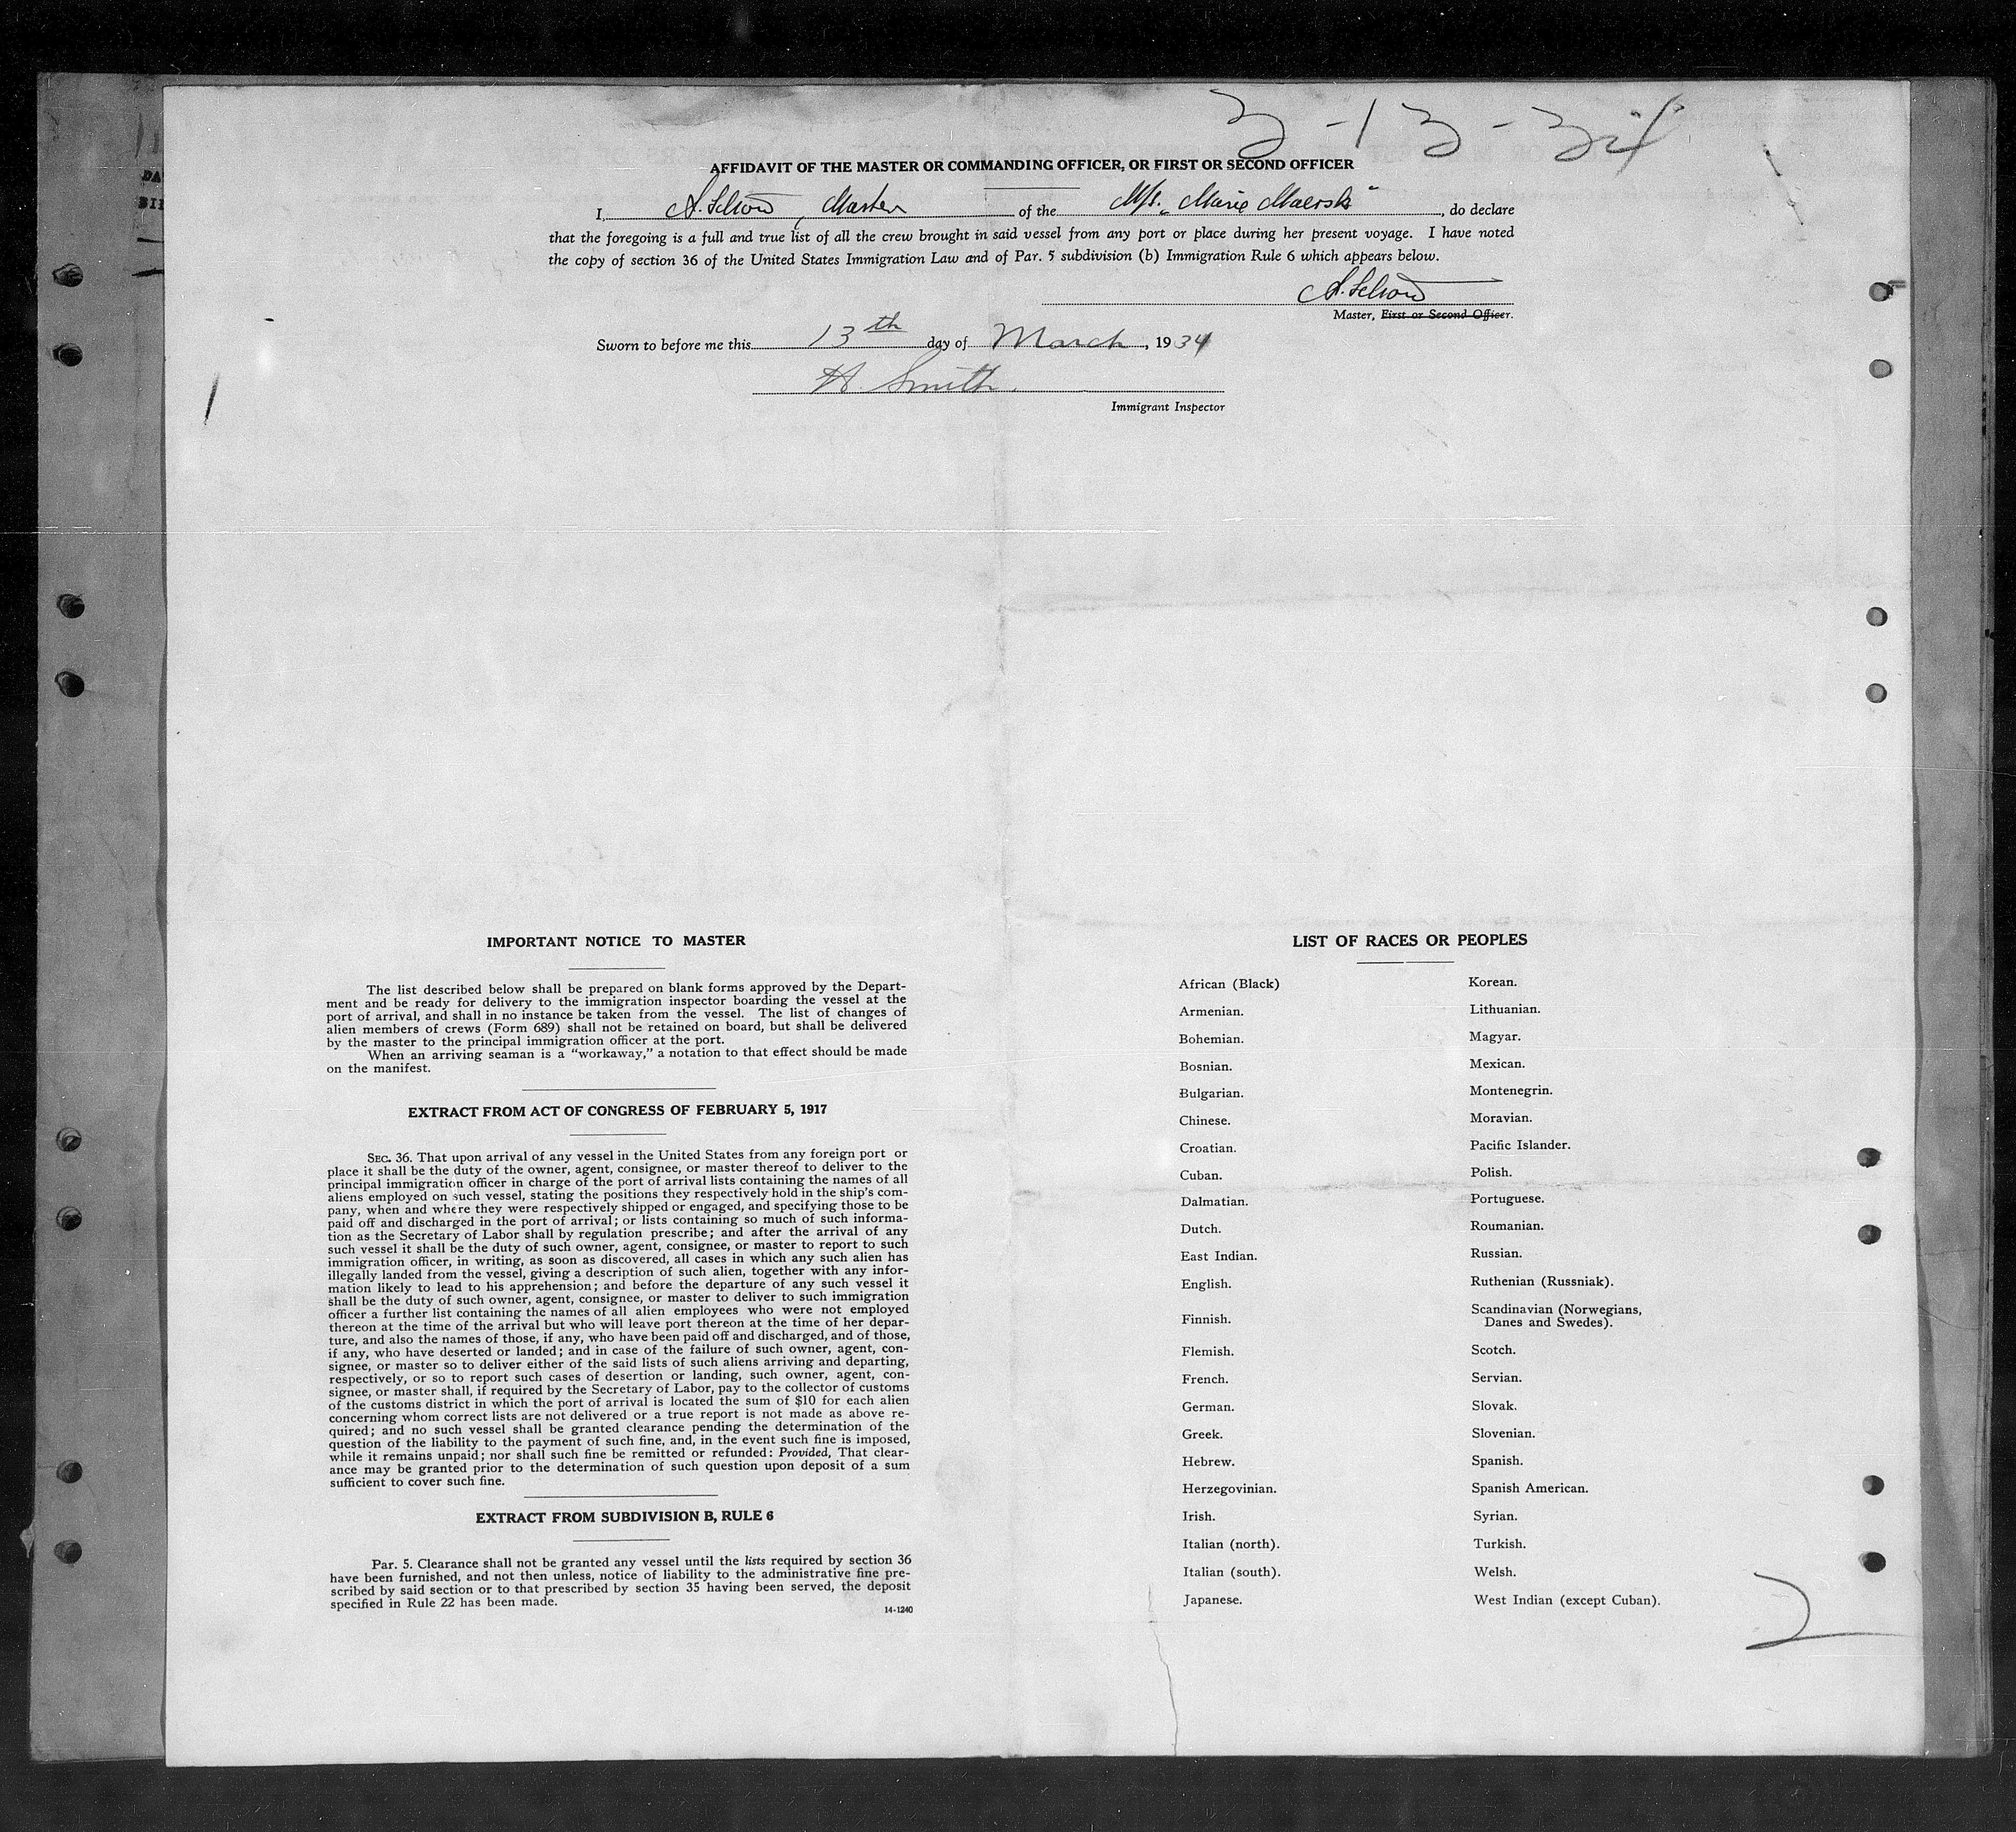 3-13-34
AFFIDAVIT OF THE MASTER OR COMMANDING OFFICER, OR FIRST OR SECOND OFFICER
I, A. , Master of the M/s. „Marie Maersk", do declare
that the foregoing is a full and true list of all the crew brought in said vessel from any port or place during her present voyage. I have noted
the copy of section 36 of the United States Immigration Law and of Par. 5 subdivision (b) Immigration Rule 6 which appears below.
A.
Master, First or Second Officer.
Sworn to before me this 13th day of March, 1934
H. Smith.
Immigrant Inspector
IMPORTANT NOTICE TO MASTER
The list described below shall be prepared on blank forms approved by the Depart-
ment and be ready for delivery to the immigration inspector boarding the vessel at the
port of arrival, and shall in no instance be taken from the vessel. The list of changes of
alien members of crews (Form 689) shall not be retained on board, but shall be delivered
by the master to the principal immigration officer at the port.
When an arriving seaman is a "workaway," a notation to that effect should be made
on the manifest.
EXTRACT FROM ACT OF CONGRESS OF FEBRUARY 5, 1917
SEC. 36. That upon arrival of any vessel in the United States from any foreign port or
place it shall be the duty of the owner, agent, consignee, or master thereof to deliver to the
principal immigration officer in charge of the port of arrival lists containing the names of all
aliens employed on such vessel, stating the positions they respectively hold in the ship's com-
pany, when and where they were respectively shipped or engaged, and specifying those to be
paid off and discharged in the port of arrival; or lists containing so much of such informa-
tion as the Secretary of Labor shall by regulation prescribe; and after the arrival of any
such vessel it shall be the duty of such owner, agent, consignee, or master to report to such
immigration officer, in writing, as soon as discovered, all cases in which any such alien has
illegally landed from the vessel, giving a description of such alien, together with any infor-
mation likely to lead to his apprehension; and before the departure of any such vessel it
shall be the duty of such owner, agent, consignee, or master to deliver to such immigration
officer a further list containing the names of all alien employees who were not employed
thereon at the time of the arrival but who will leave port thereon at the time of her depar-
ture, and also the names of those, if any, who have been paid off and discharged, and of those,
if any, who have deserted or landed; and in case of the failure of such owner, agent, con-
signee, or master so to deliver either of the said lists of such aliens arriving and departing,
respectively, or so to report such cases of desertion or landing, such owner, agent, con-
signee, or master shall, if required by the Secretary of Labor, pay to the collector of customs
of the customs district in which the port of arrival is located the sum of $10 for each alien
concerning whom correct lists are not delivered or a true report is not made as above re-
quired; and no such vessel shall be granted clearance pending the determination of the
question of the liability to the payment of such fine, and, in the event such fine is imposed,
while it remains unpaid; nor shall such fine be remitted or refunded: Provided, That clear-
ance may be granted prior to the determination of such question upon deposit of a sum
sufficient to cover such fine.
EXTRACT FROM SUBDIVISION B, RULE 6
Par. 5. Clearance shall not be granted any vessel until the lists required by section 36
have been furnished, and not then unless, notice of liability to the administrative fine pre-
scribed by said section or to that prescribed by section 35 having been served, the deposit
specified in Rule 22 has been made.
14-1240
LIST OF RACES OR PEOPLES
African (Black)
Armenian.
Bohemian.
Bosnian.
Bulgarian.
Chinese.
Croatian.
Cuban.
Dalmatian.
Dutch.
East Indian.
English.
Finnish.
Flemish.
French.
German.
Greek.
Hebrew.
Herzegovinian.
Irish.
Italian (north).
Italian (south).
Japanese.
Korean.
Lithuanian.
Magyar.
Mexican.
Montenegrin.
Moravian.
Pacific Islander.
Polish.
Portuguese.
Roumanian.
Russian.
Ruthenian (Russniak).
Scandinavian (Norwegians,
Danes and Swedes).
Scotch.
Servian.
Slovak.
Slovenian.
Spanish.
Spanish American.
Syrian.
Turkish.
Welsh.
West Indian (except Cuban).
2